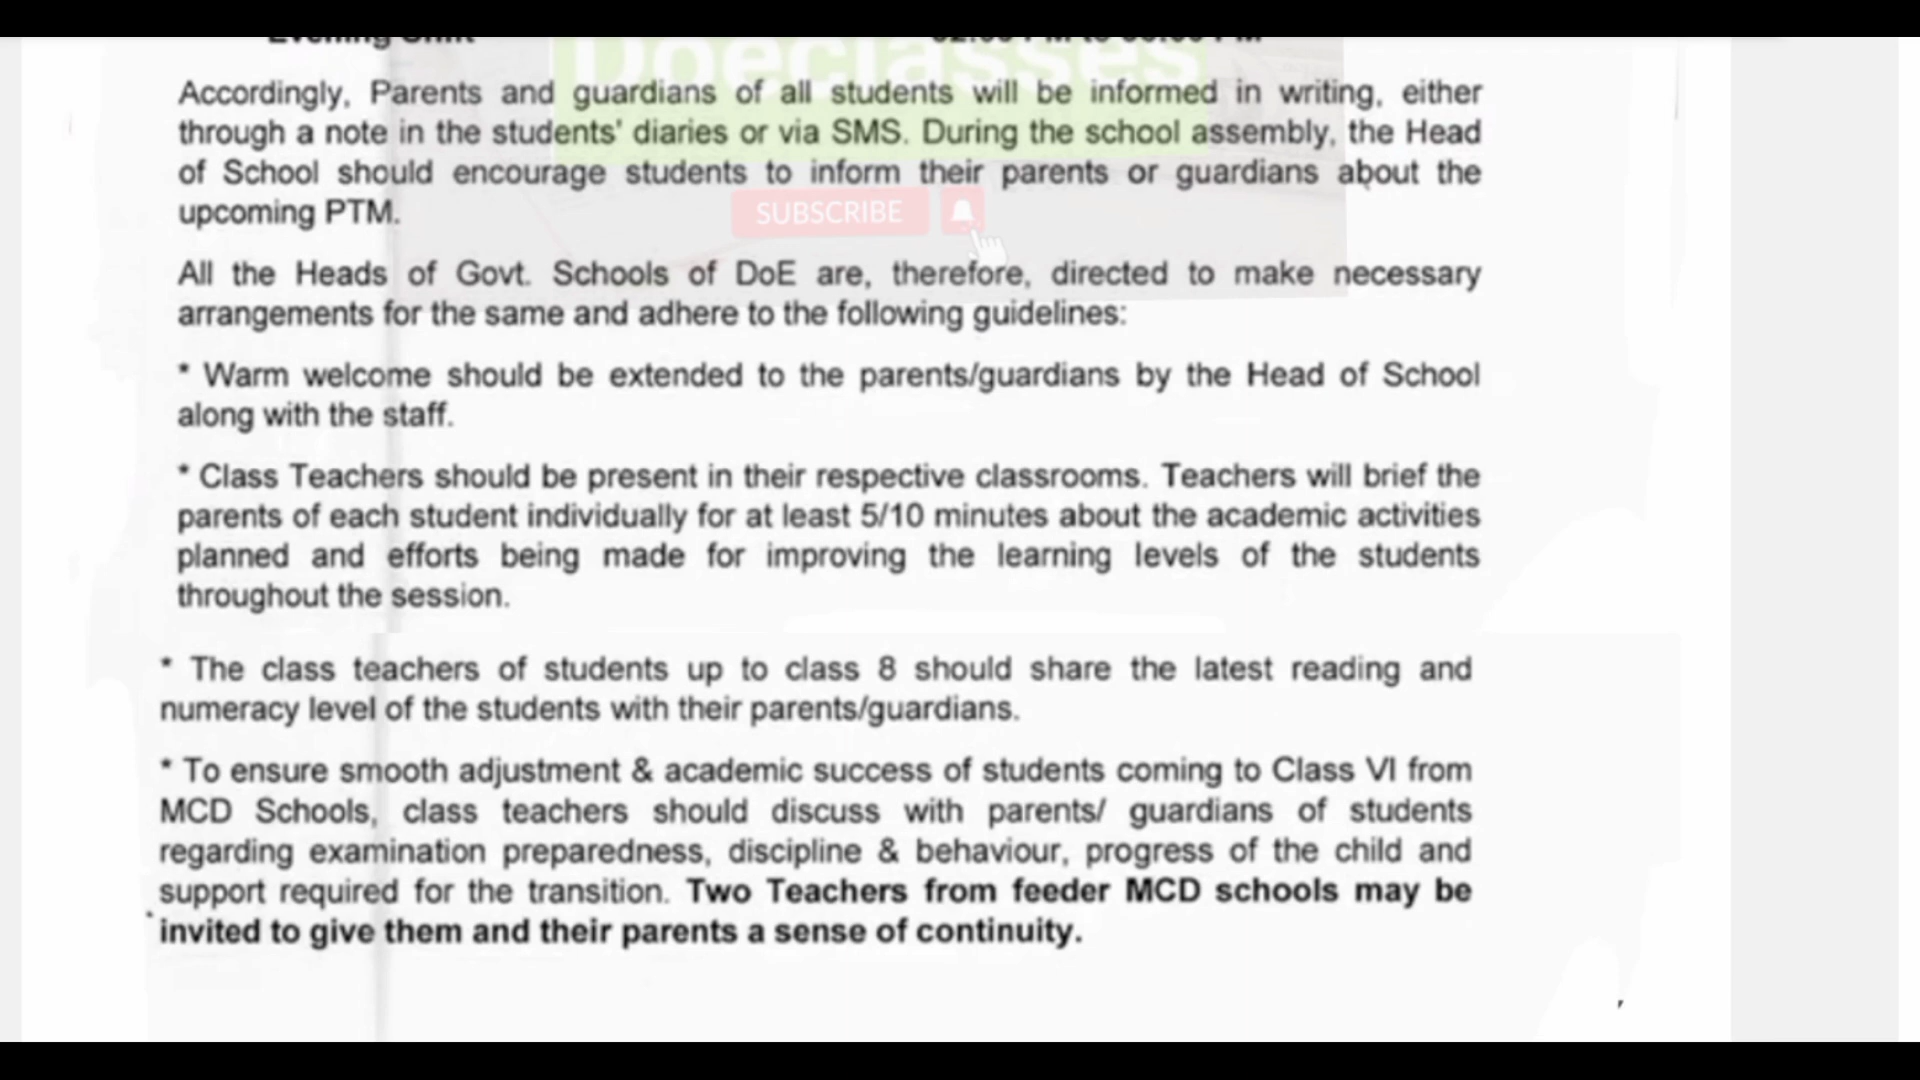 Doeclasses
Accordingly, Parents and guardians of all students will be informed in writing, either
through a note in the students' diaries or via SMS. During the school assembly, the Head
of School should encourage students to inform their parents or guardians about the
upcoming PTM.
SUBSCRIBE
All the Heads of Govt. Schools of DoE are, therefore, directed to make necessary
arrangements for the same and adhere to the following guidelines:
* Warm welcome should be extended to the parents/guardians by the Head of School
along with the staff.
* Class Teachers should be present in their respective classrooms. Teachers will brief the
parents of each student individually for at least 5/10 minutes about the academic activities
planned and efforts being made for improving the learning levels of the students
throughout the session.
* The class teachers of students up to class 8 should share the latest reading and
numeracy level of the students with their parents/guardians.
* To ensure smooth adjustment & academic success of students coming to Class VI from
MCD Schools, class teachers should discuss with parents/ guardians of students
regarding examination preparedness, discipline & behaviour, progress of the child and
support required for the transition. Two Teachers from feeder MCD schools may be
invited to give them and their parents a sense of continuity.